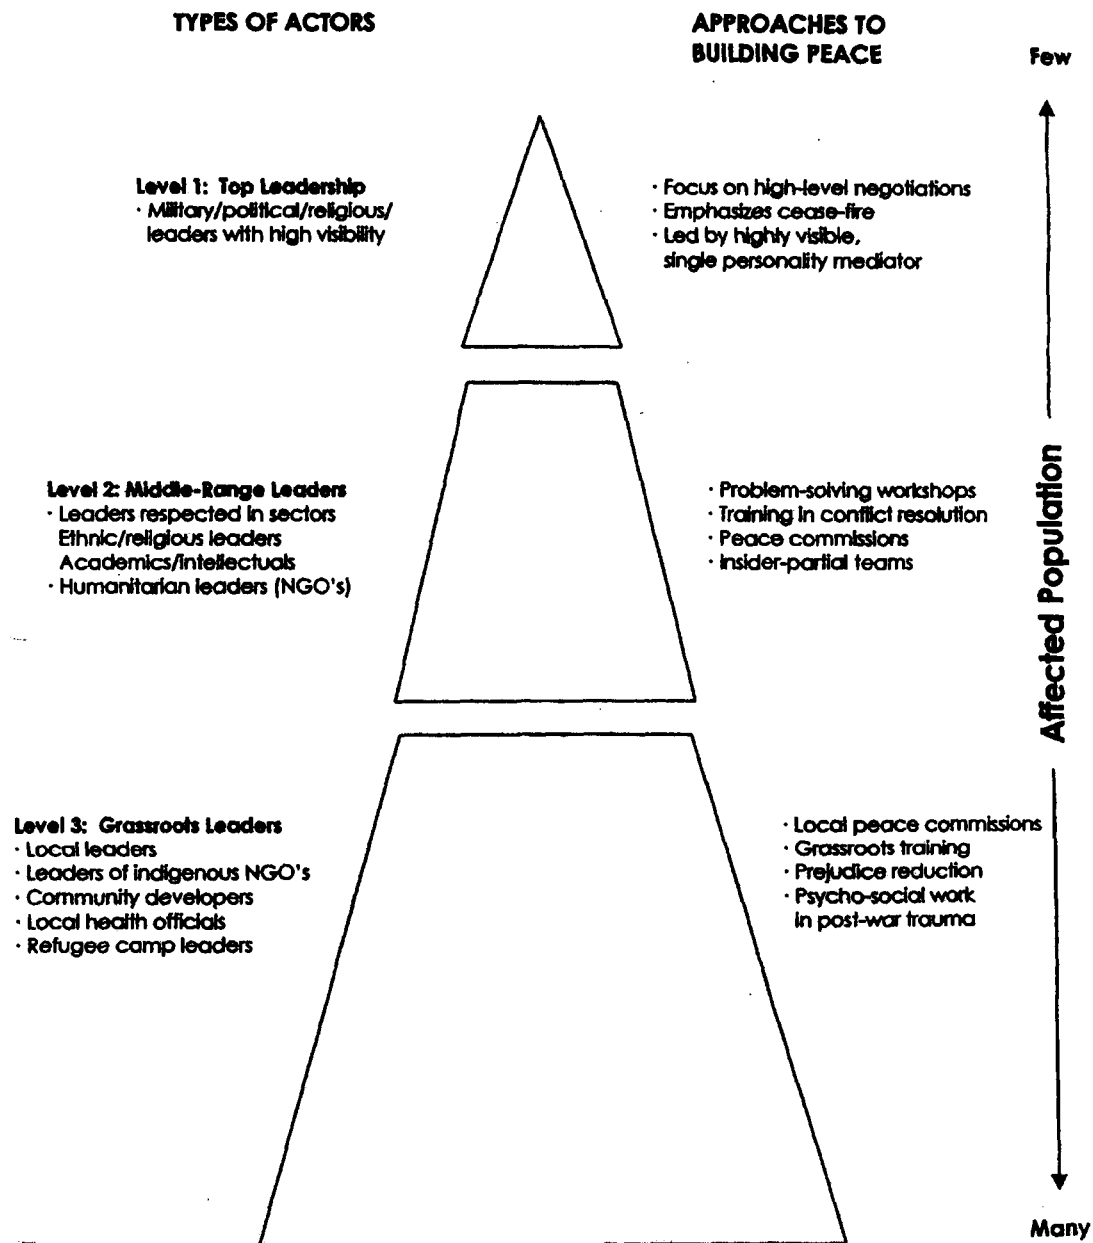 TYPES OF ACTORS
APPROACHES TO
BUILDING PEACE
Few
Level 1: Top Leadership
· Military/political/religious/
leaders with high visibility
· Focus on high-level negotiations
· Emphasizes cease-fire
· Led by highly visible,
single personality mediator
Level 2: Middle-Range Leaders
· Leaders respected in sectors
Ethnic/religious leaders
Academics/intellectuals
· Humanitarian leaders (NGO's)
· Problem-solving workshops
· Training in conflict resolution
· Peace commissions
· Insider-partial teams
Affected Population
Level 3: Grassroots Leaders
· Local leaders
· Leaders of indigenous NGO's
· Community developers
· Local health officials
· Refugee camp leaders
· Local peace commissions
· Grassroots training
· Prejudice reduction
· Psycho-social work
in post-war trauma
Many